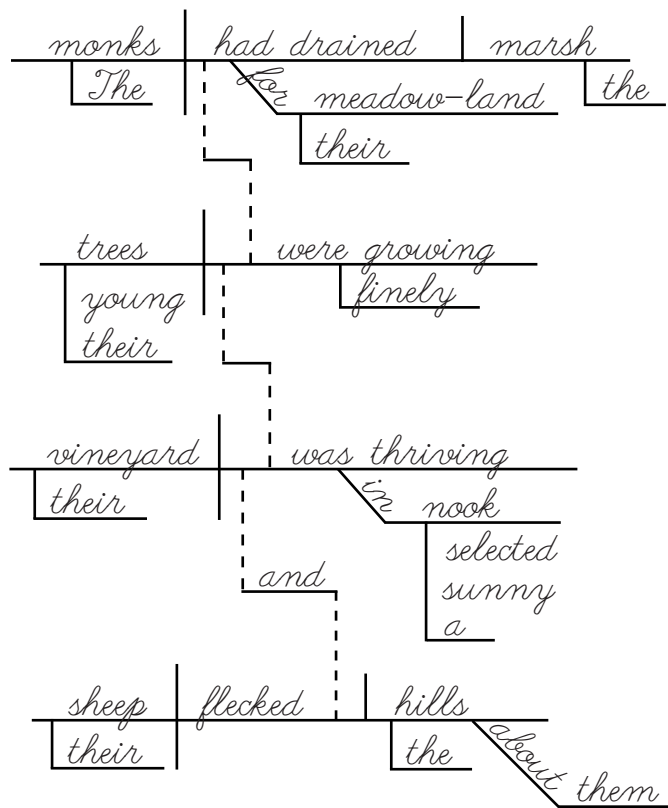 monks had drained marsh
The for meadow-land the
their
trees were growing
young finely
their
vineyard was thriving
their in nook
selected
sunny
and a
sheep flecked hills
their the about them